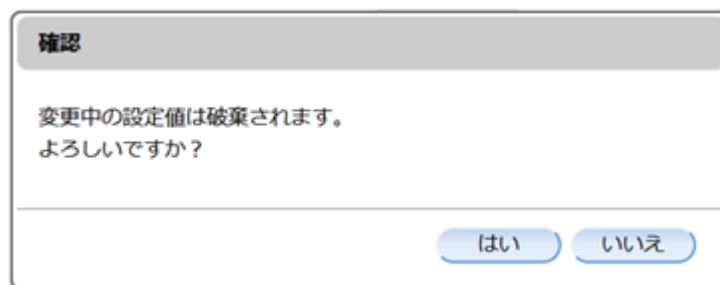 確認
変更中の設定値は破棄されます。
よろしいですか？
はい
いいえ